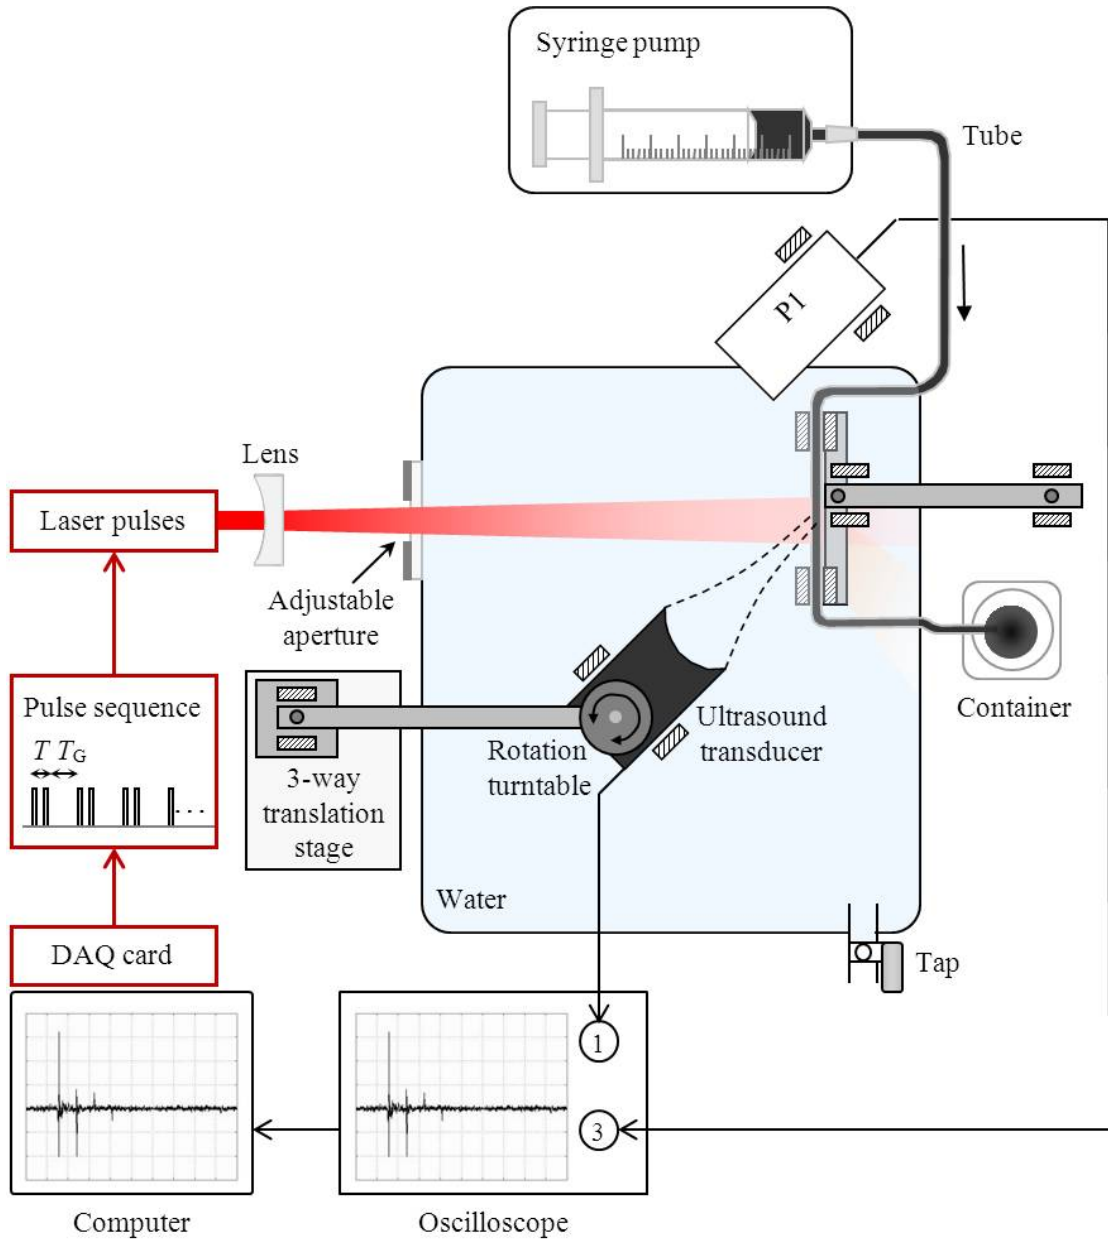 Syringe pump
Tube
P1
Lens
Laser pulses
Adjustable
aperture
Pulse sequence
T TG
Ultrasound
transducer
Rotation
turntable
Container
3-way
translation
stage
Water
DAQ card
Tap
1
3
Computer
Oscilloscope